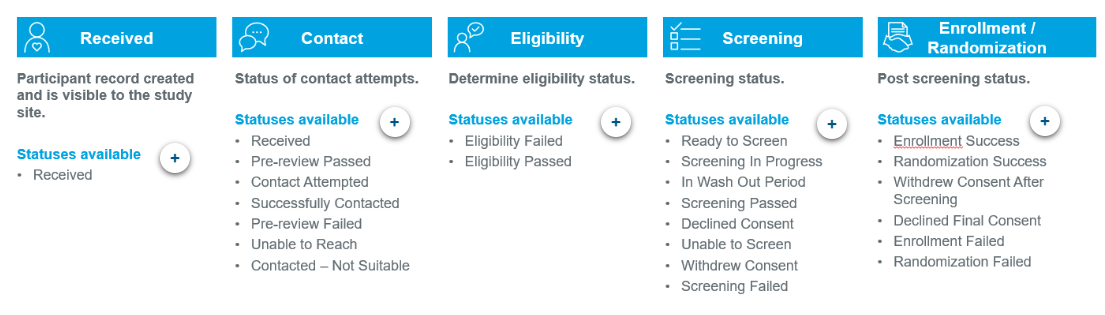 Received
Participant record created
and is visible to the study
site.
Statuses available
+
• Received
Contact
Status of contact attempts.
Statuses available
+
• Received
• Pre-review Passed
• Contact Attempted
• Successfully Contacted
• Pre-review Failed
• Unable to Reach
• Contacted – Not Suitable
Eligibility
Determine eligibility status.
Statuses available
+
• Eligibility Failed
• Eligibility Passed
Screening
Screening status.
Statuses available
+
• Ready to Screen
• Screening In Progress
• In Wash Out Period
• Screening Passed
• Declined Consent
• Unable to Screen
• Withdrew Consent
• Screening Failed
Enrollment /
Randomization
Post screening status.
Statuses available
+
• Enrollment Success
• Randomization Success
• Withdrew Consent After
Screening
• Declined Final Consent
• Enrollment Failed
• Randomization Failed